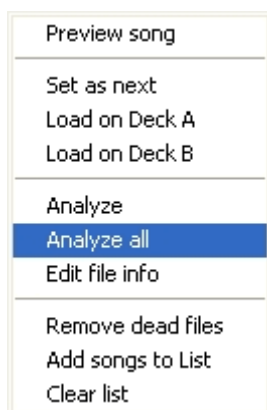 Preview song
Set as next
Load on Deck A
Load on Deck B
Analyze
Analyze all
Edit file info
Remove dead files
Add songs to List
Clear list